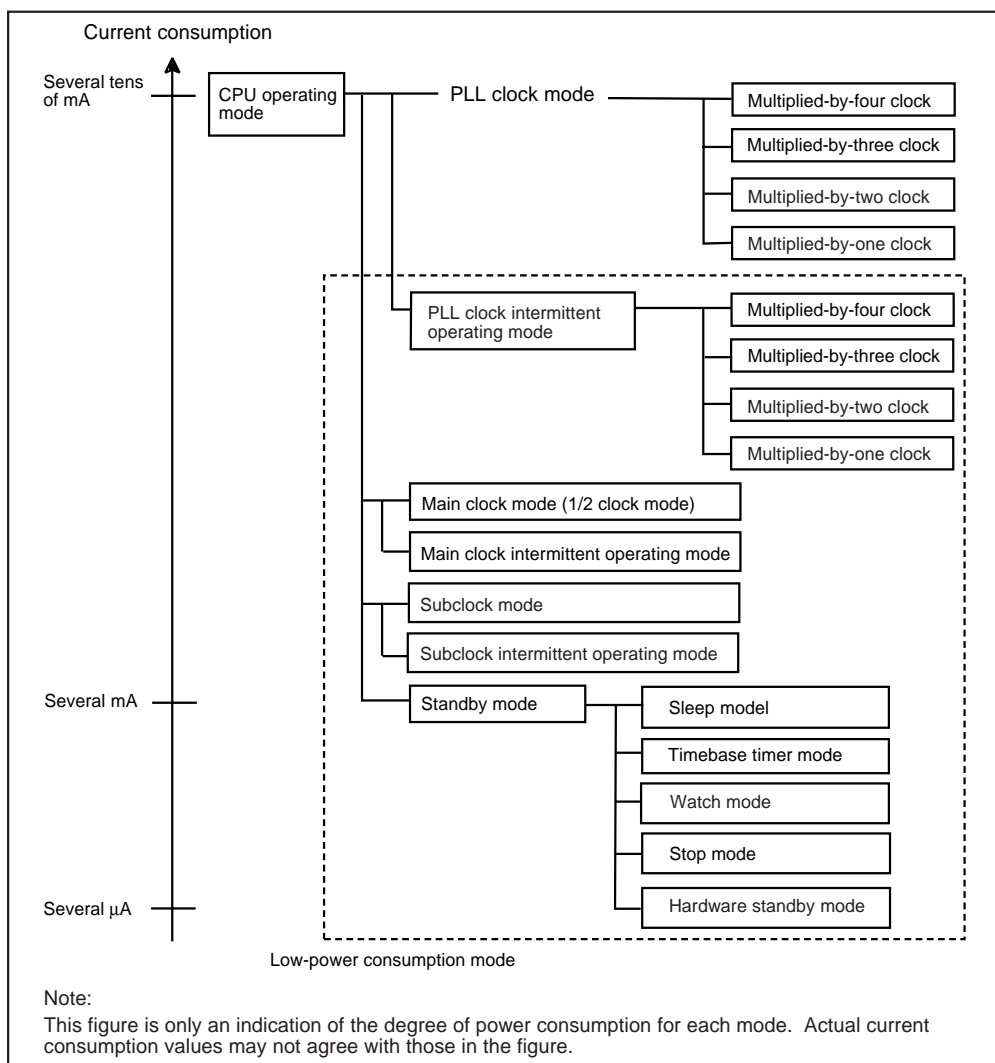 Current consumption
Several tens
of mA
CPU operating
mode
PLL clock mode
Multiplied-by-four clock
Multiplied-by-three clock
Multiplied-by-two clock
Multiplied-by-one clock
PLL clock intermittent
operating mode
Multiplied-by-four clock
Multiplied-by-three clock
Multiplied-by-two clock
Multiplied-by-one clock
Main clock mode (1/2 clock mode)
Main clock intermittent operating mode
Subclock mode
Subclock intermittent operating mode
Several mA
Standby mode
Sleep model
Timebase timer mode
Watch mode
Stop mode
Several μA
Hardware standby mode
Low-power consumption mode
Note:
This figure is only an indication of the degree of power consumption for each mode. Actual current
consumption values may not agree with those in the figure.